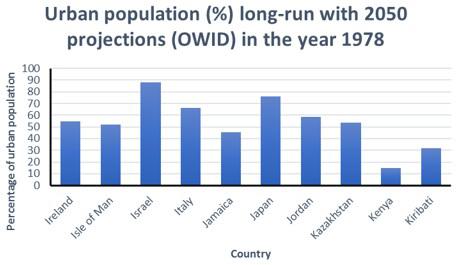 Urban population (%) long-run with 2050
projections (OWID) in the year 1978
Percentage of urban population
100
90
80
70
60
50
40
30
20
10
0
Ireland
Isle of Man
Israel
Italy
Jamaica
Japan
Jordan
Kazakhstan
Kenya
Kiribati
Country